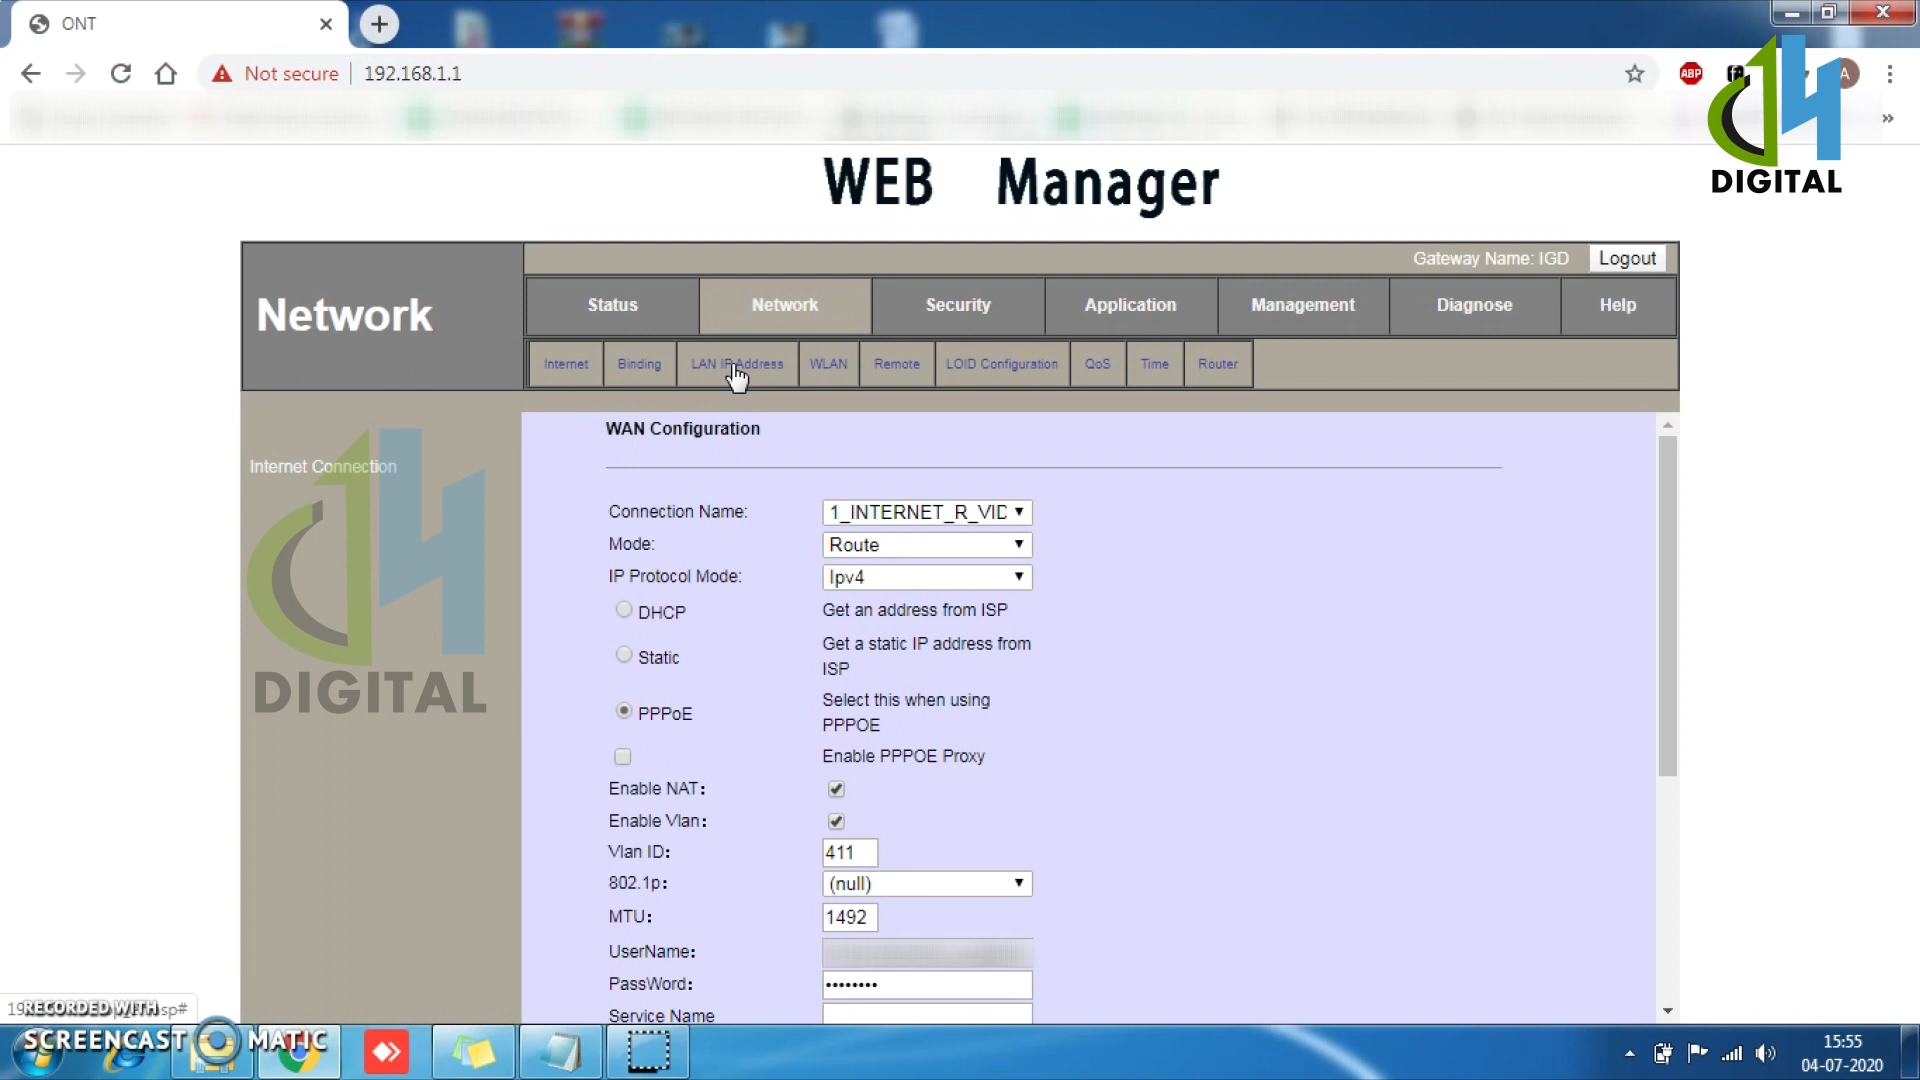 ONT
Not secure 192.168.1.1
ABP
A
DIGITAL
WEB Manager
Gateway Name: IGD Logout
Network
Status Network Security Application Management Diagnose Help
Internet Binding LAN IP Address WLAN Remote LOID Configuration QoS Time Router
WAN Configuration
Internet Connection
Connection Name: 1_INTERNET_R_VID
Mode: Route
IP Protocol Mode: Ipv4
DHCP Get an address from ISP
Static Get a static IP address from
ISP
PPPoE Select this when using
PPPOE
Enable PPPOE Proxy
DIGITAL
Enable NAT:
Enable Vlan:
Vlan ID: 411
802.1p: (null)
MTU: 1492
UserName:
PassWord: ••••••••
Service Name
RECORDED WITH
SCREENCAST MATIC
15:55
04-07-2020